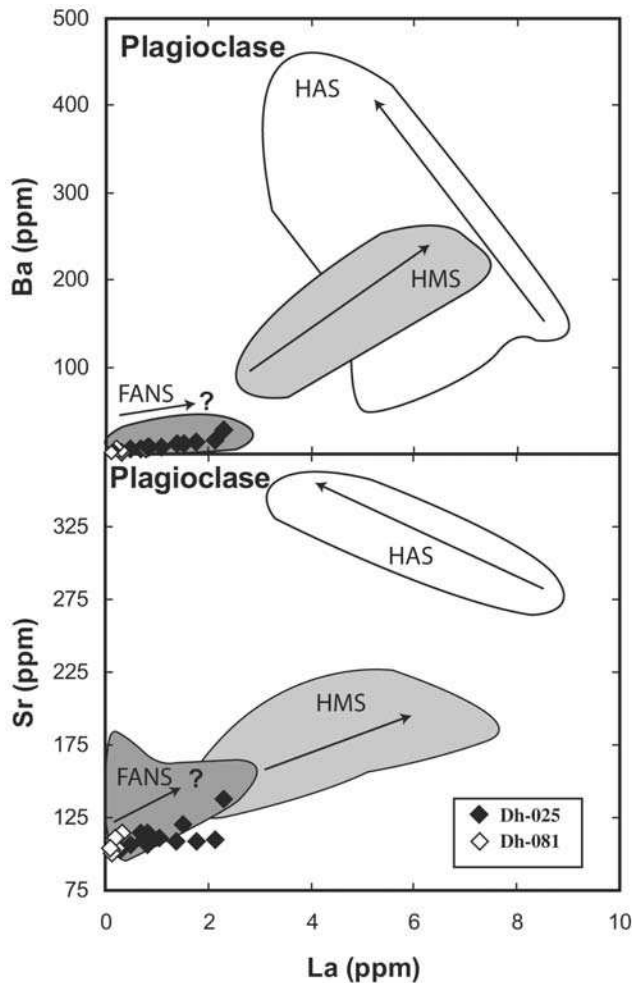 Plagioclase
500
400
300
200
100
Ba (ppm)
HAS
HMS
FANS ?
Plagioclase
325
275
225
175
125
75
Sr (ppm)
HAS
HMS
FANS ?
Dh-025
Dh-081
0 2 4 6 8 10
La (ppm)